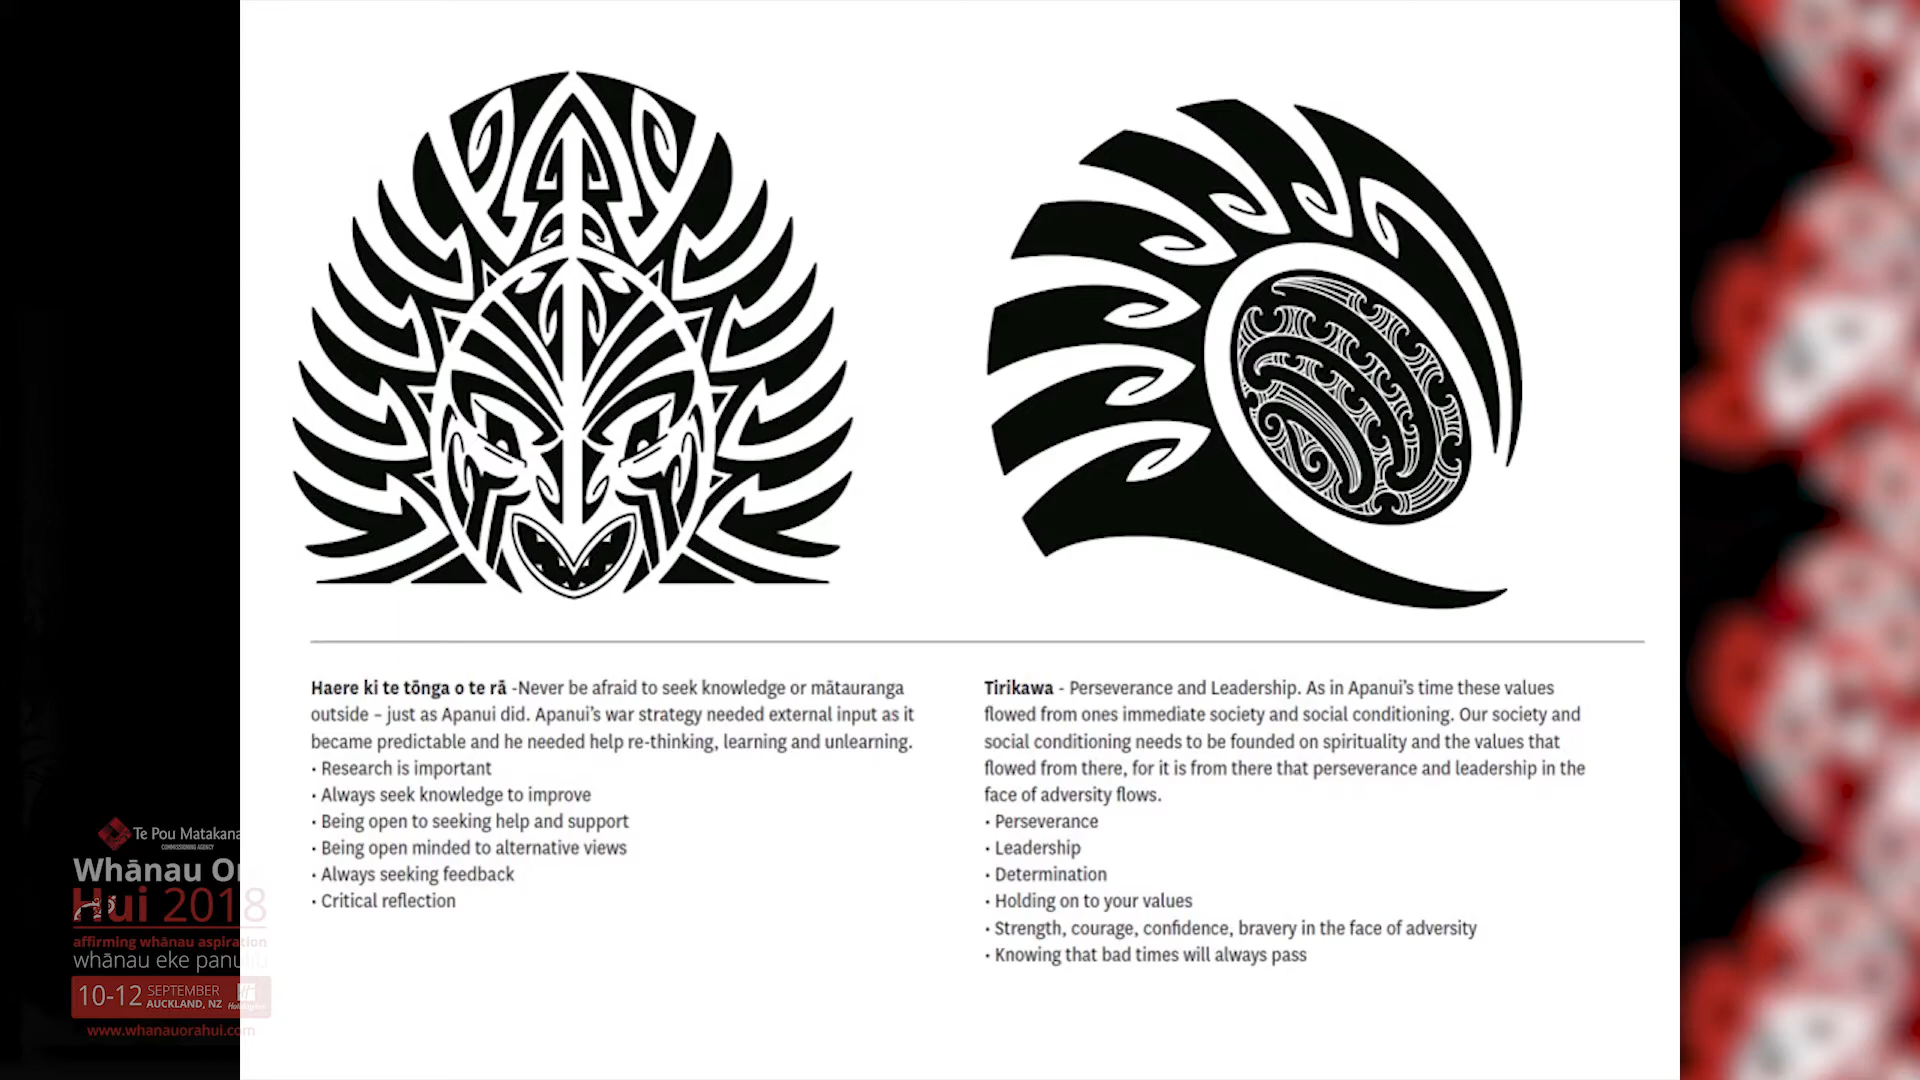 Haere ki te tōnga o te rā -Never be afraid to seek knowledge or mātauranga
outside – just as Apanui did. Apanui's war strategy needed external input as it
became predictable and he needed help re-thinking, learning and unlearning.
· Research is important
· Always seek knowledge to improve
· Being open to seeking help and support
· Being open minded to alternative views
· Always seeking feedback
· Critical reflection
Tirikawa - Perseverance and Leadership. As in Apanui's time these values
flowed from ones immediate society and social conditioning. Our society and
social conditioning needs to be founded on spirituality and the values that
flowed from there, for it is from there that perseverance and leadership in the
face of adversity flows.
· Perseverance
· Leadership
· Determination
· Holding on to your values
· Strength, courage, confidence, bravery in the face of adversity
· Knowing that bad times will always pass
Te Pou Matakana
COMMISSIONING AGENCY
Whānau Or
Hui 2018
affirming whānau aspiration
whānau eke panuku
10-12 SEPTEMBER
AUCKLAND, NZ
www.whanauorahui.com